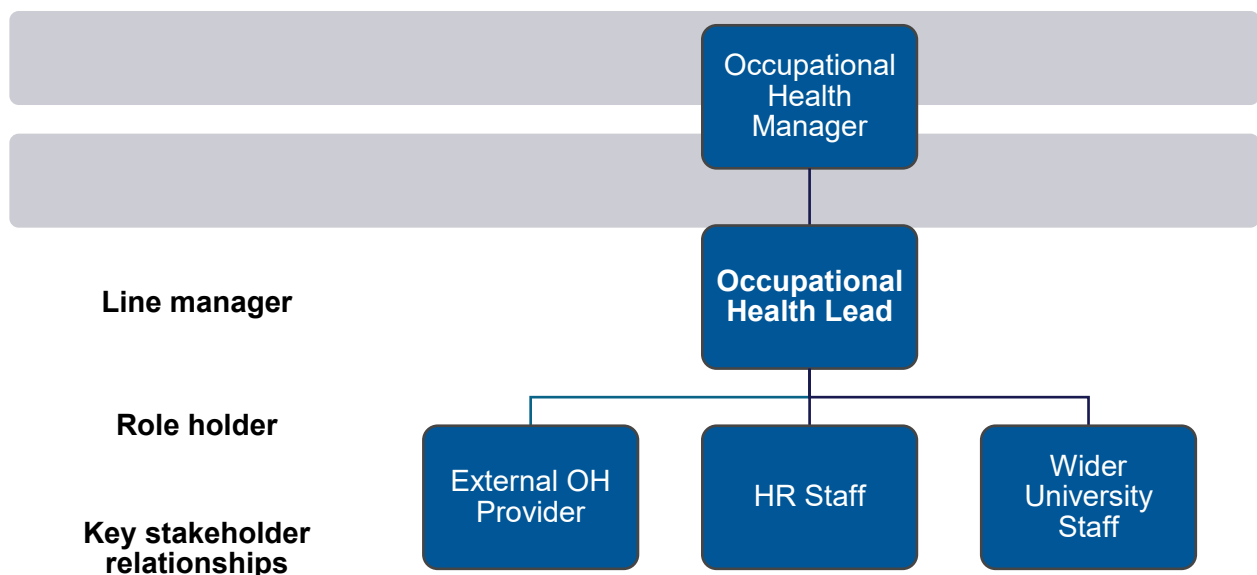 Occupational
Health
Manager
Line manager
Occupational
Health Lead
Role holder
External OH
Provider
HR Staff
Wider
University
Staff
Key stakeholder
relationships